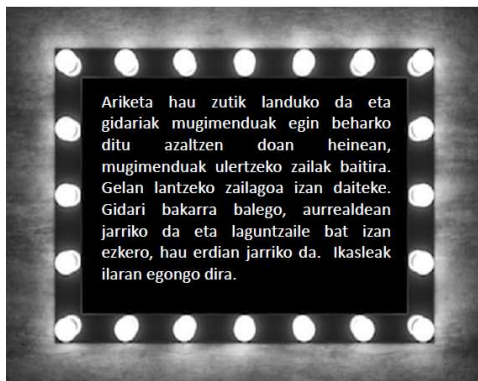 Ariketa hau zutik landuko da eta
gidariak mugimenduak egin beharko
ditu azaltzen doan heinean,
mugimenduak ulertzeko zailak baitira.
Gelan lantzeko zailagoa izan daiteke.
Gidari bakarra balego, aurrealdean
jarriko da eta laguntzaile bat izan
ezkero, hau erdian jarriko da. Ikasleak
ilaran egongo dira.